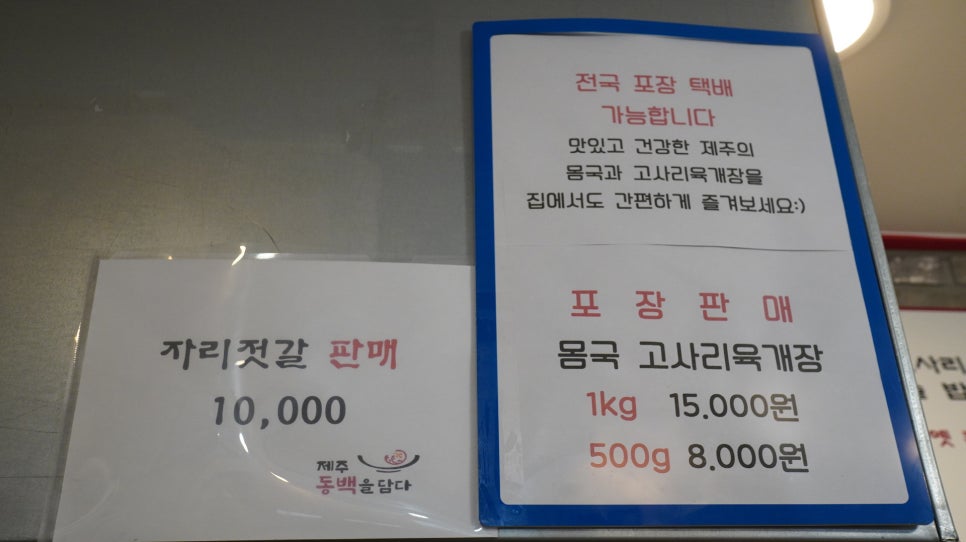 자리젓갈 판매
10,000
제주
동백을담다
전국 포장 택배
가능합니다
맛있고 건강한 제주의
몸국과 고사리육개장을
집에서도 간편하게 즐겨보세요:)
포 장 판 매
몸국 고사리육개장
1kg 15.000원
500g 8.000원